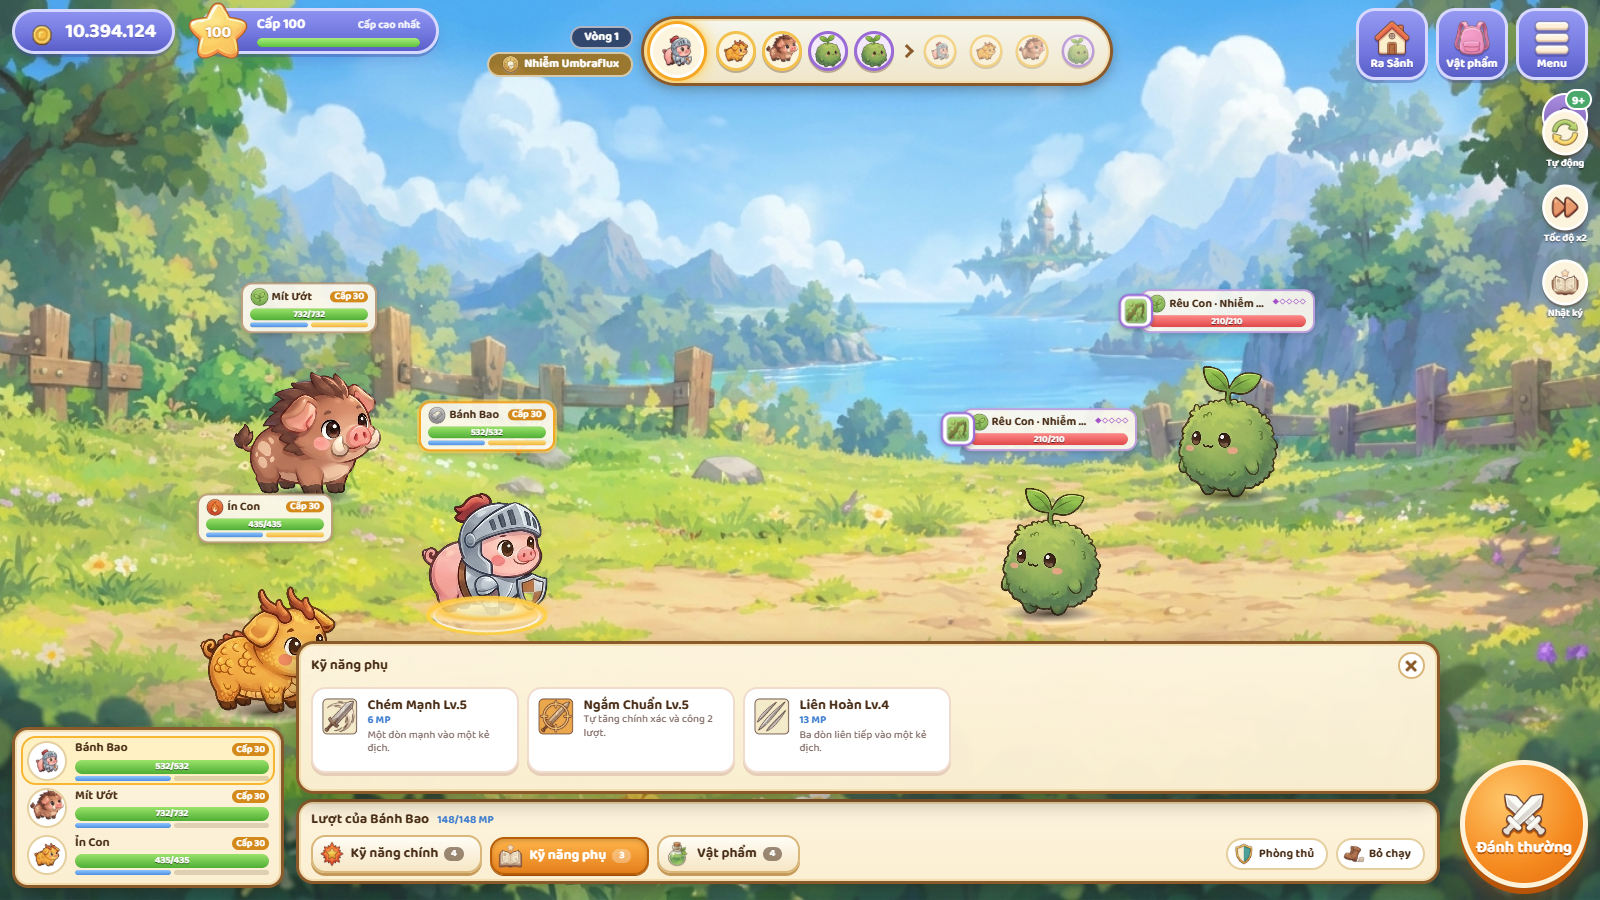 10.394.124
100
Cấp 100
Cấp cao nhất
Vòng 1
Nhiễm Umbraflux
Ra Sảnh
Vật phẩm
Menu
9+
Tự động
Tốc độ x2
Nhật ký
Mít Ướt
Cấp 30
732/732
Bánh Bao
Cấp 30
532/532
Ỉn Con
Cấp 30
435/435
Rêu Con · Nhiễm ...
210/210
Rêu Con · Nhiễm ...
210/210
Kỹ năng phụ
Chém Mạnh Lv.5
6 MP
Một đòn mạnh vào một kẻ
địch.
Ngắm Chuẩn Lv.5
Tự tăng chính xác và công 2
lượt.
Liên Hoàn Lv.4
13 MP
Ba đòn liên tiếp vào một kẻ
địch.
Bánh Bao
Cấp 30
532/532
Mít Ướt
Cấp 30
732/732
Ỉn Con
Cấp 30
435/435
Lượt của Bánh Bao
148/148 MP
Kỹ năng chính 4
Kỹ năng phụ 3
Vật phẩm 4
Phòng thủ
Bỏ chạy
Đánh thường